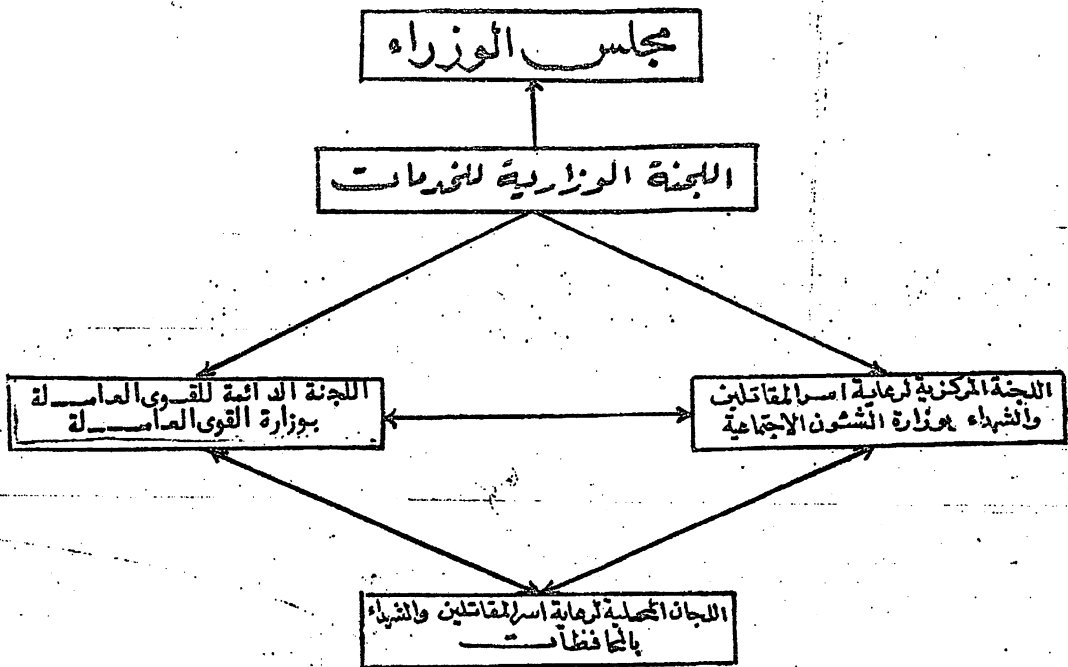 مجلس الوزراء
اللجنة الوزارية للخدمات
اللجنة المركزية لرعاية اسر المقاتلين
والشهداء بوزارة الشئون الاجتماعية
اللجنة الدائمة للقوى العاملة
بوزارة القوى العاملة
اللجان المحلية لرعاية اسر المقاتلين والشهداء
بالمحافظات